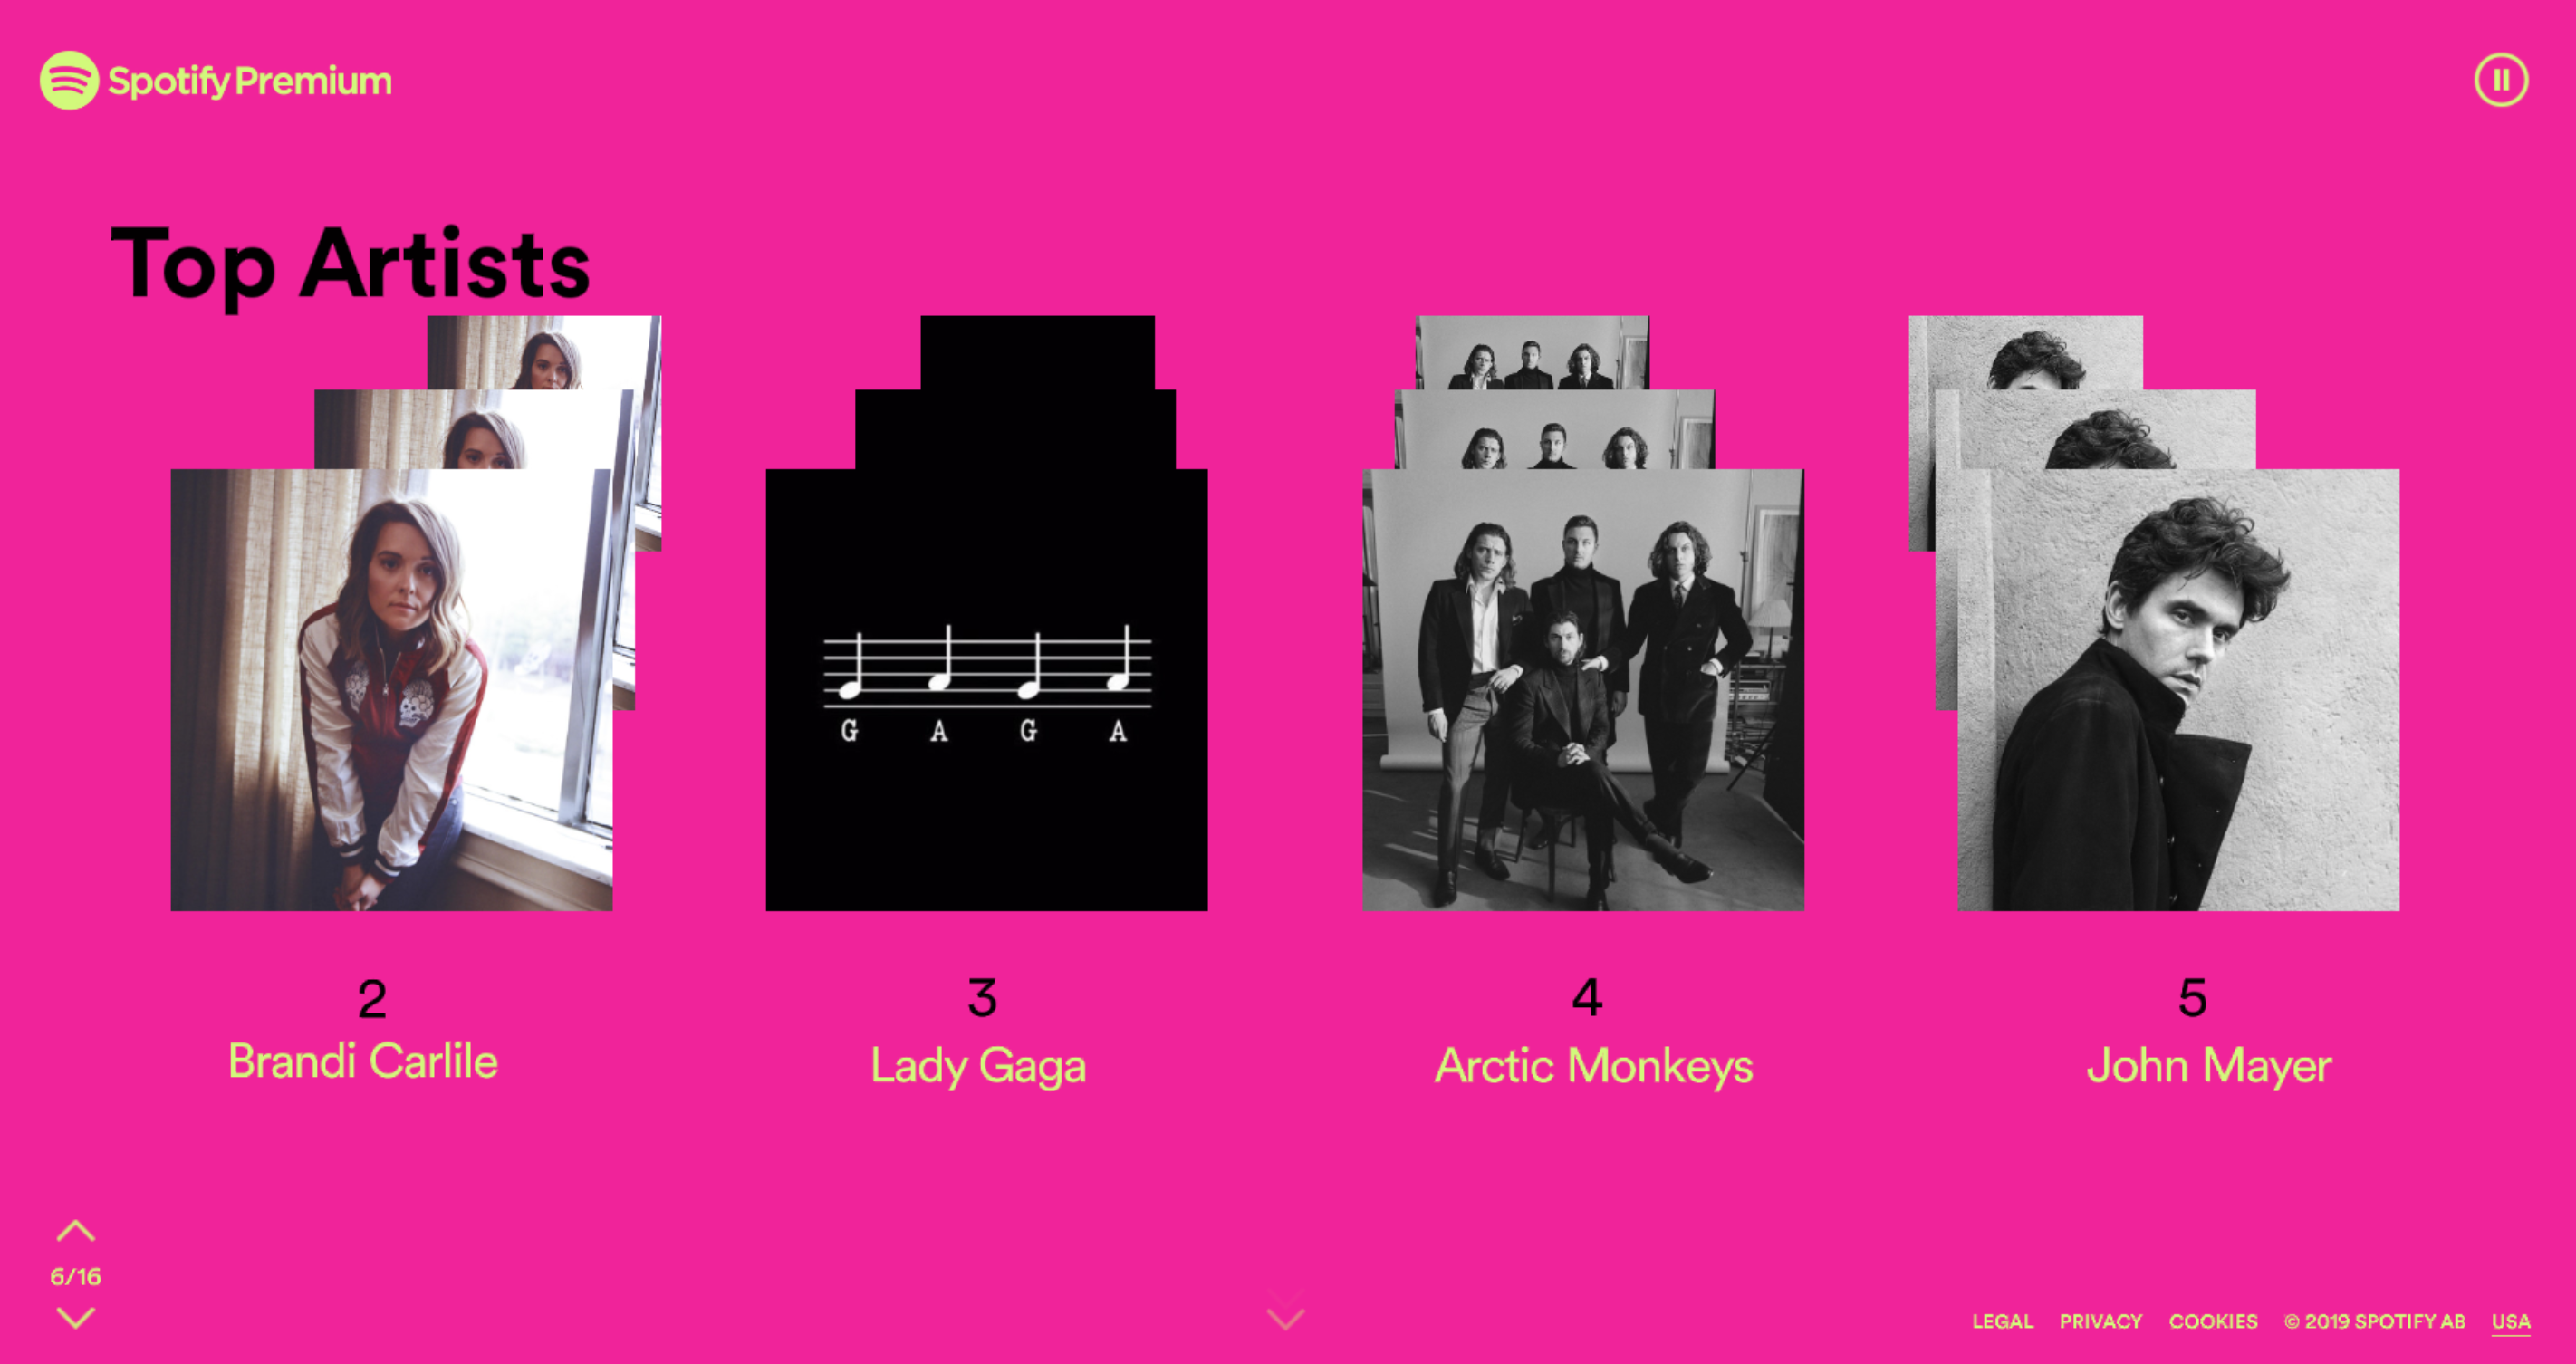 Spotify Premium
Top Artists
G A G A
2
Brandi Carlile
3
Lady Gaga
4
Arctic Monkeys
5
John Mayer
6/16
LEGAL PRIVACY COOKIES © 2019 SPOTIFY AB USA